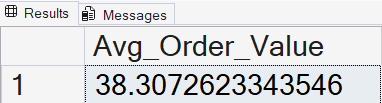 Results Messages
Avg_Order_Value
1 38.3072623343546